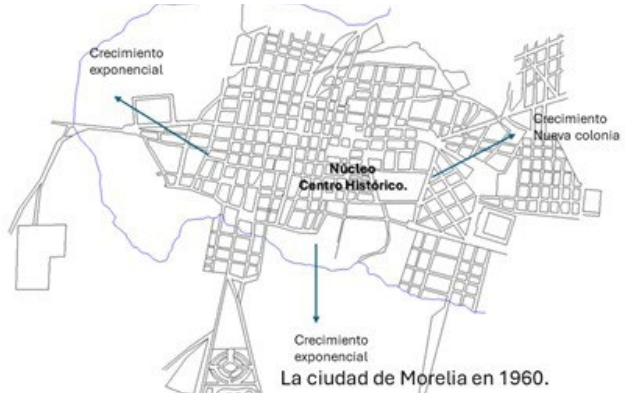 Crecimiento
exponencial
Crecimiento
Nueva colonia
Núcleo
Centro Histórico.
Crecimiento
exponencial
La ciudad de Morelia en 1960.